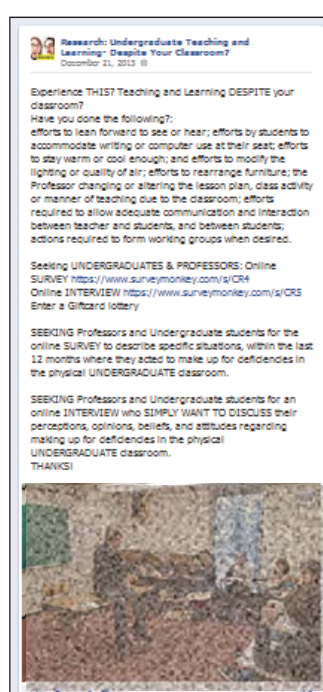 Research: Undergraduate Teaching and
Learning- Despite Your Classroom?
December 21, 2013
Experience THIS? Teaching and Learning DESPITE your
classroom?
Have you done the following?:
efforts to lean forward to see or hear; efforts by students to
accommodate writing or computer use at their seat; efforts
to stay warm or cool enough; and efforts to modify the
lighting or quality of air; efforts to rearrange furniture; the
Professor changing or altering the lesson plan, class activity
or manner of teaching due to the classroom; efforts
required to allow adequate communication and interaction
between teacher and students, and between students;
actions required to form working groups when desired.
Seeking UNDERGRADUATES & PROFESSORS: Online
SURVEY https://www.surveymonkey.com/s/CR4
Online INTERVIEW https://www.surveymonkey.com/s/CR5
Enter a Giftcard lottery
SEEKING Professors and Undergraduate students for the
online SURVEY to describe specific situations, within the last
12 months where they acted to make up for deficiencies in
the physical UNDERGRADUATE classroom.
SEEKING Professors and Undergraduate students for an
online INTERVIEW who SIMPLY WANT TO DISCUSS their
perceptions, opinions, beliefs, and attitudes regarding
making up for deficiencies in the physical
UNDERGRADUATE classroom.
THANKS!